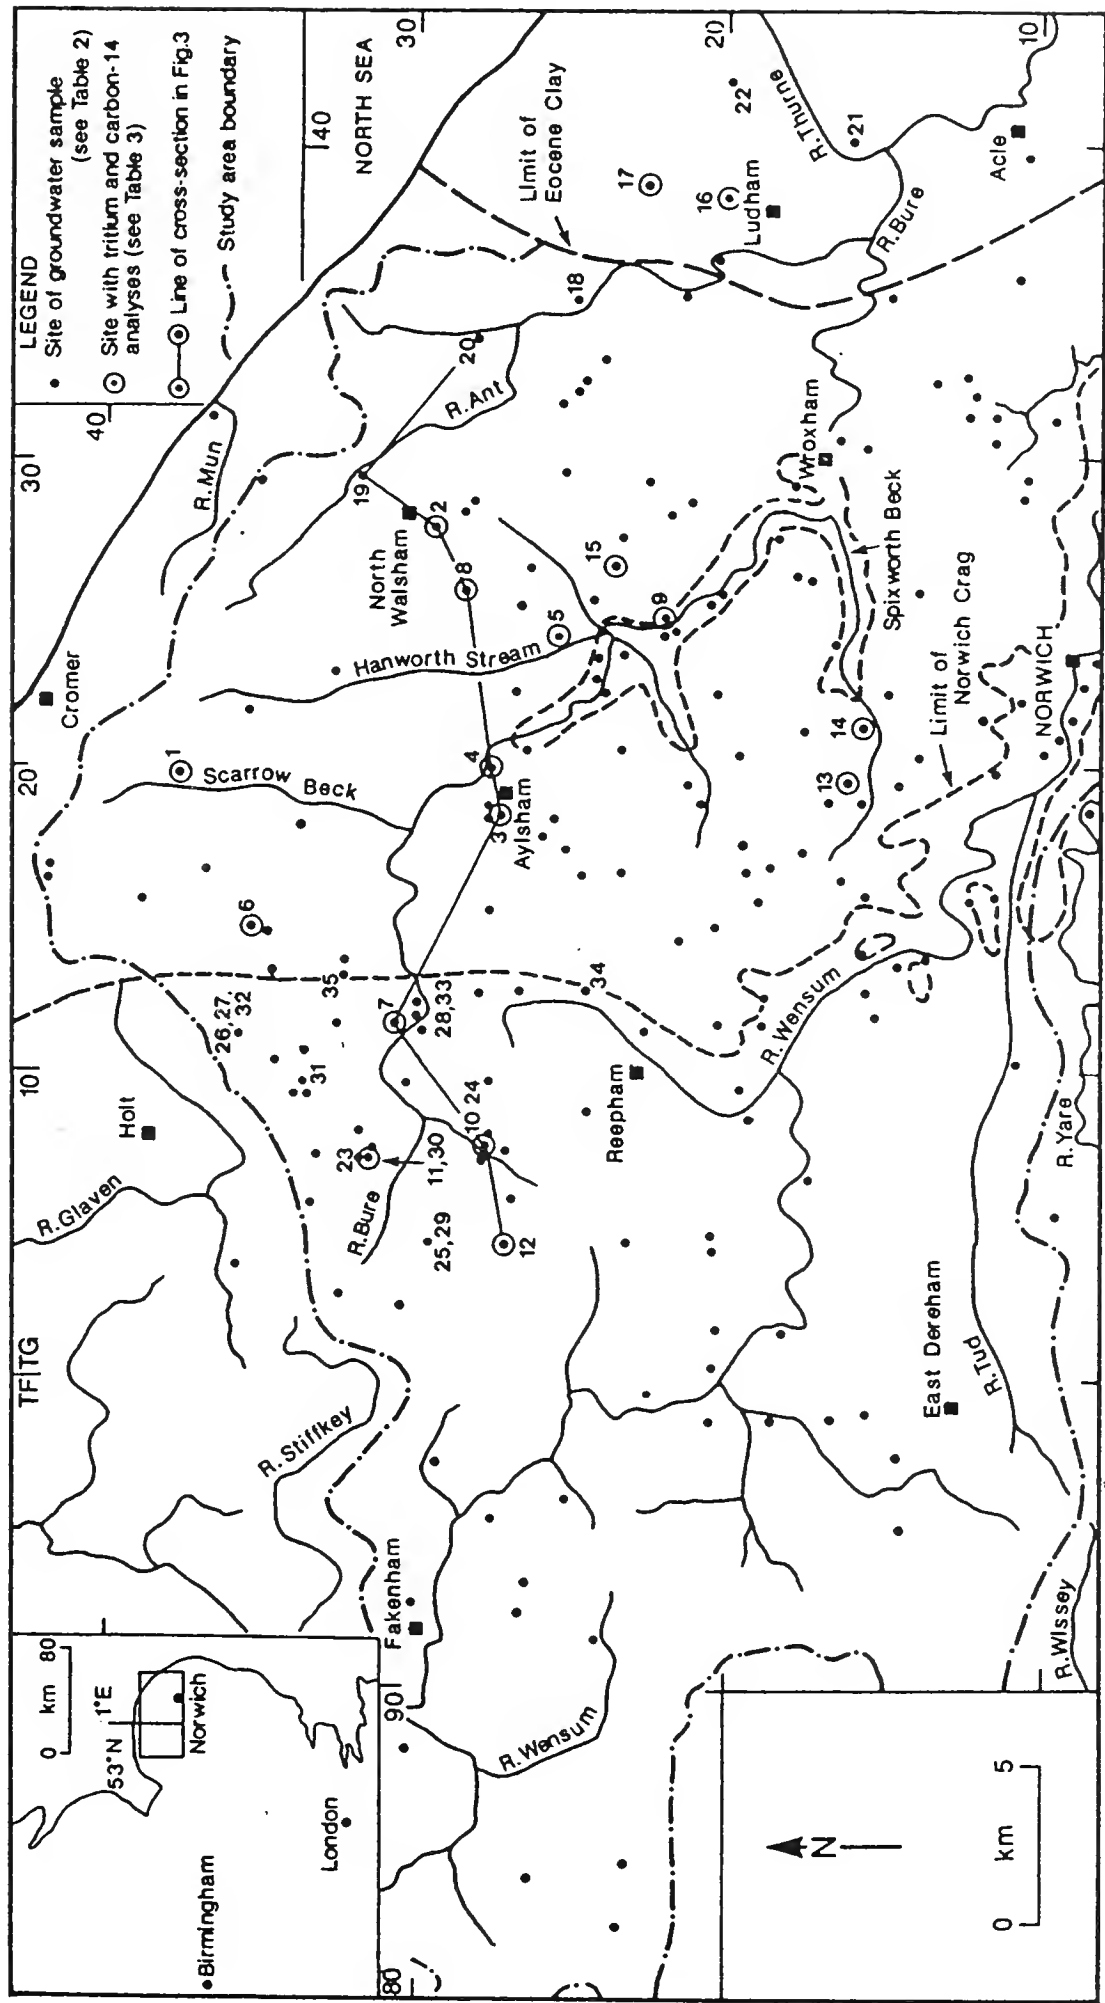 LEGEND
Site of groundwater sample
(see Table 2)
Site with tritium and carbon-14
analyses (see Table 3)
Line of cross-section in Fig.3
Study area boundary
0 km 80
53°N
1°E
Norwich
London
Birmingham
TF|TG
10
20
30
40
40
30
20
10
90
80
NORTH SEA
Cromer
Holt
R.Glaven
R.Stiffkey
Fakenham
R.Wensum
R.Mun
Scarrow
Beck
Hanworth Stream
North
Walsham
R.Ant
R.Bure
Aylsham
Reepham
R.Wensum
Limit of
Eocene Clay
Ludham
R.Thurne
R.Bure
Acle
Wroxham
Spixworth Beck
Limit of
Norwich Crag
NORWICH
East Dereham
R.Tud
R.Yare
R.Wissey
1
2
3
4
5
6
7
8
9
10
24
11,30
12
13
14
15
16
17
18
19
20
21
22
23
25,29
26,27,
32
28,33
31
34
35
N
0 km 5